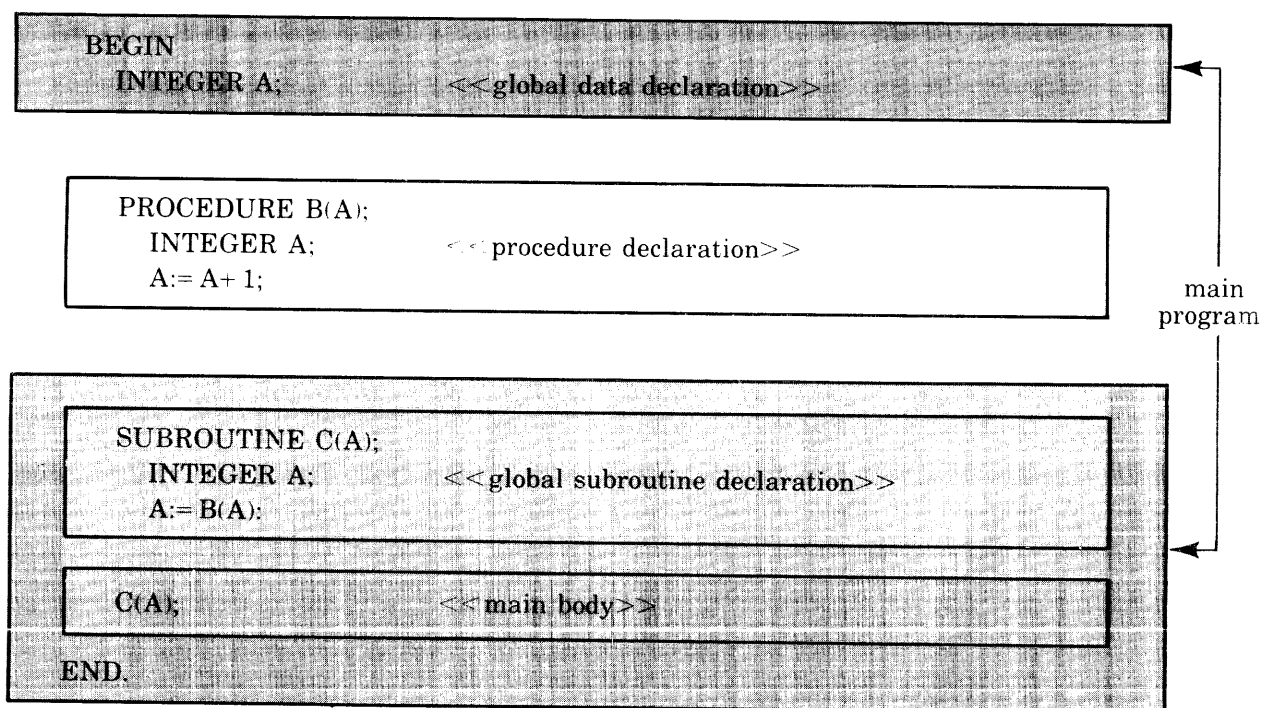 BEGIN
INTEGER A; <<global data declaration>>
PROCEDURE B(A);
INTEGER A; <<procedure declaration>>
A:= A+ 1;
main
program
SUBROUTINE C(A);
INTEGER A; <<global subroutine declaration>>
A:= B(A):
C(A); <<main body>>
END.